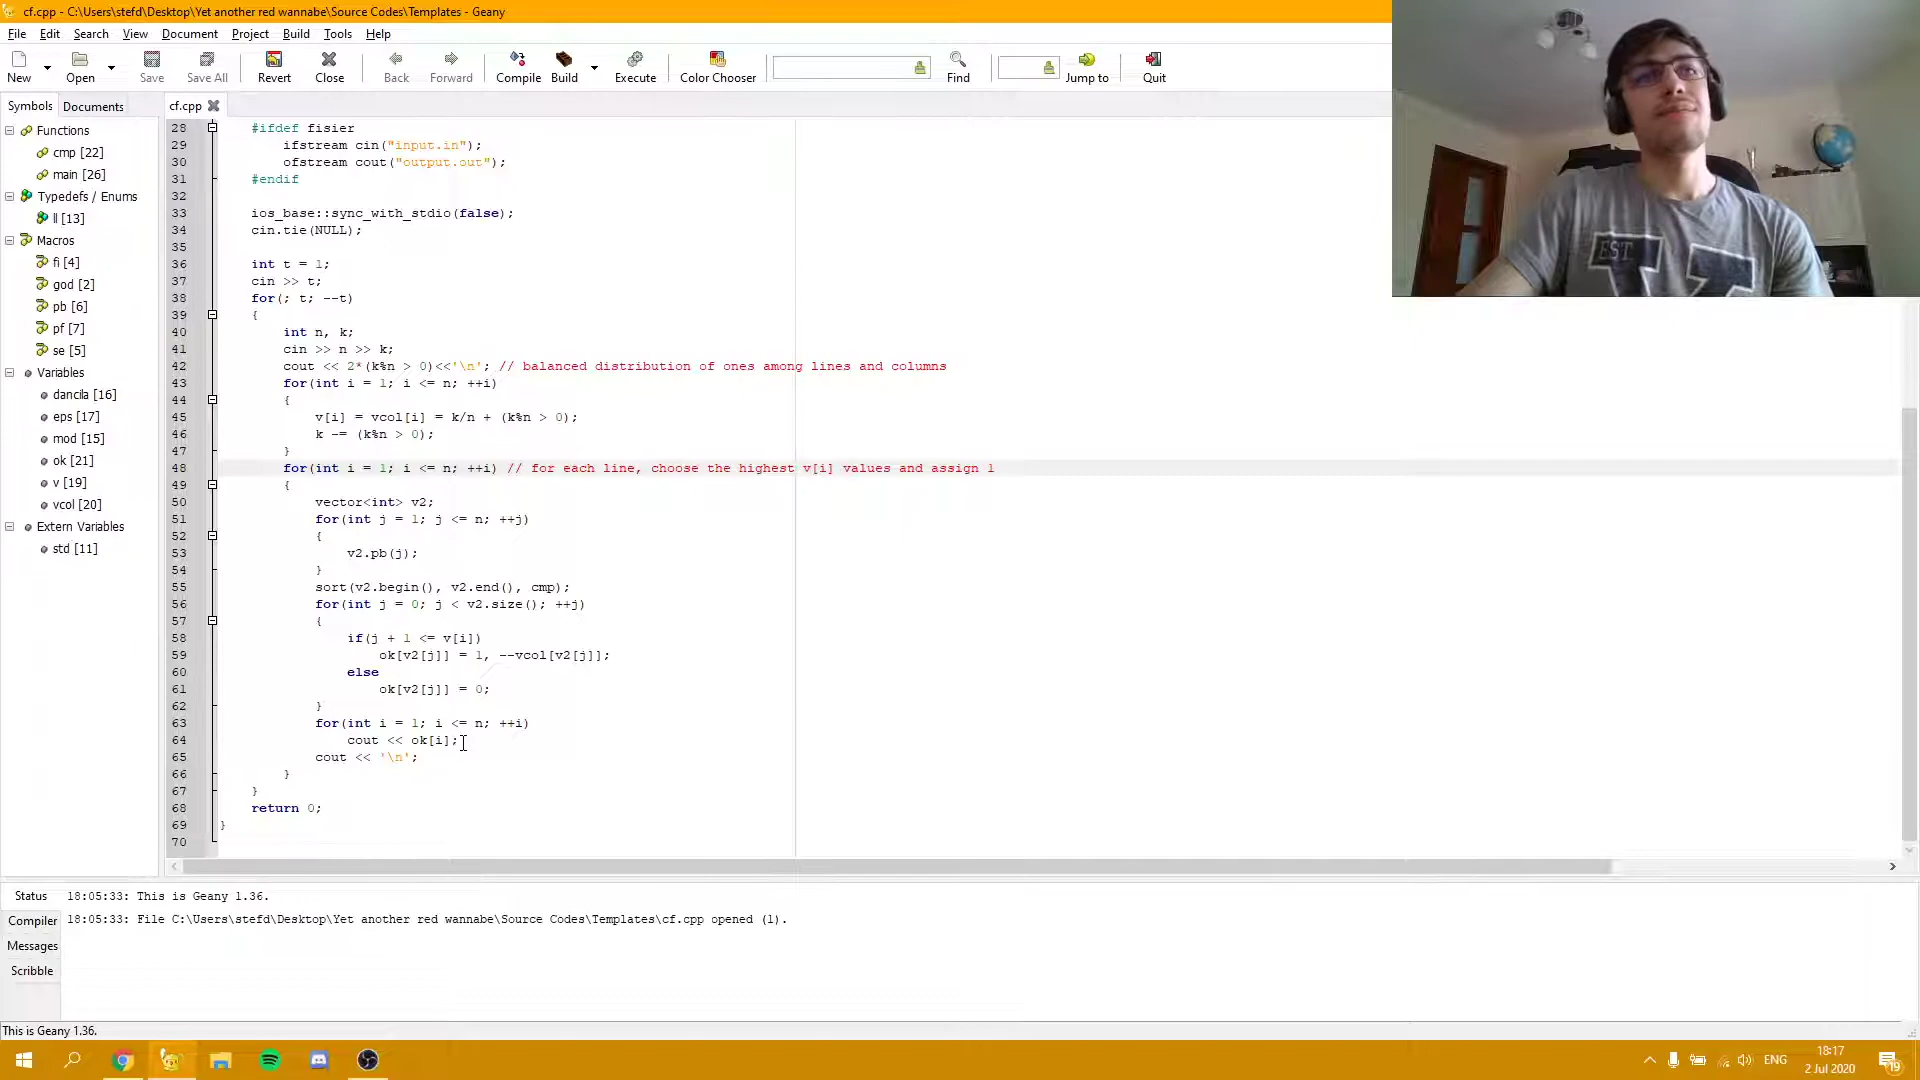 cf.cpp - C:\Users\stefd\Desktop\Yet another red wannabe\Source Codes\Templates - Geany
File Edit Search View Document Project Build Tools Help
New Open Save Save All Revert Close Back Forward Compile Build Execute Color Chooser Find Jump to Quit
Symbols Documents
cf.cpp
Functions
cmp [22]
main [26]
Typedefs / Enums
ll [13]
Macros
fi [4]
god [2]
pb [6]
pf [7]
se [5]
Variables
dancila [16]
eps [17]
mod [15]
ok [21]
v [19]
vcol [20]
Extern Variables
std [11]
28 #ifdef fisier
29 ifstream cin("input.in");
30 ofstream cout("output.out");
31 #endif
32
33 ios_base::sync_with_stdio(false);
34 cin.tie(NULL);
35
36 int t = 1;
37 cin >> t;
38 for(; t; --t)
39 {
40 int n, k;
41 cin >> n >> k;
42 cout << 2*(k%n > 0)<<'\n'; // balanced distribution of ones among lines and columns
43 for(int i = 1; i <= n; ++i)
44 {
45 v[i] = vcol[i] = k/n + (k%n > 0);
46 k -= (k%n > 0);
47 }
48 for(int i = 1; i <= n; ++i) // for each line, choose the highest v[i] values and assign 1
49 {
50 vector<int> v2;
51 for(int j = 1; j <= n; ++j)
52 {
53 v2.pb(j);
54 }
55 sort(v2.begin(), v2.end(), cmp);
56 for(int j = 0; j < v2.size(); ++j)
57 {
58 if(j + 1 <= v[i])
59 ok[v2[j]] = 1, --vcol[v2[j]];
60 else
61 ok[v2[j]] = 0;
62 }
63 for(int i = 1; i <= n; ++i)
64 cout << ok[i];
65 cout << '\n';
66 }
67 }
68 return 0;
69 }
70
Status
Compiler
Messages
Scribble
18:05:33: This is Geany 1.36.
18:05:33: File C:\Users\stefd\Desktop\Yet another red wannabe\Source Codes\Templates\cf.cpp opened (1).
This is Geany 1.36.
ENG
18:17
2 Jul 2020
19
EST